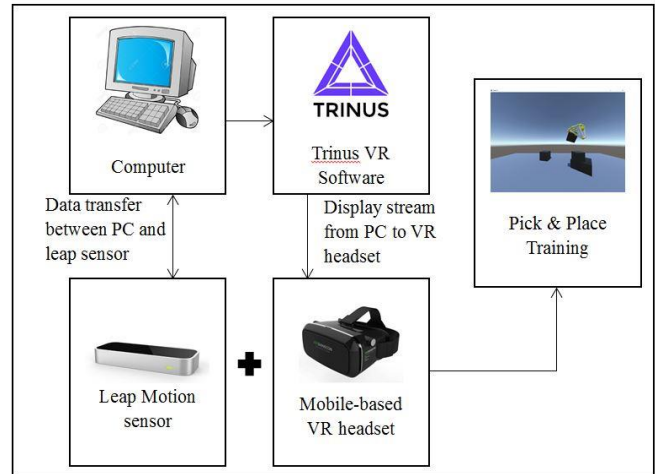 TRINUS
Computer
Trinus VR
Software
Data transfer
between PC and
leap sensor
Display stream
from PC to VR
headset
Pick & Place
Training
Leap Motion
sensor
Mobile-based
VR headset